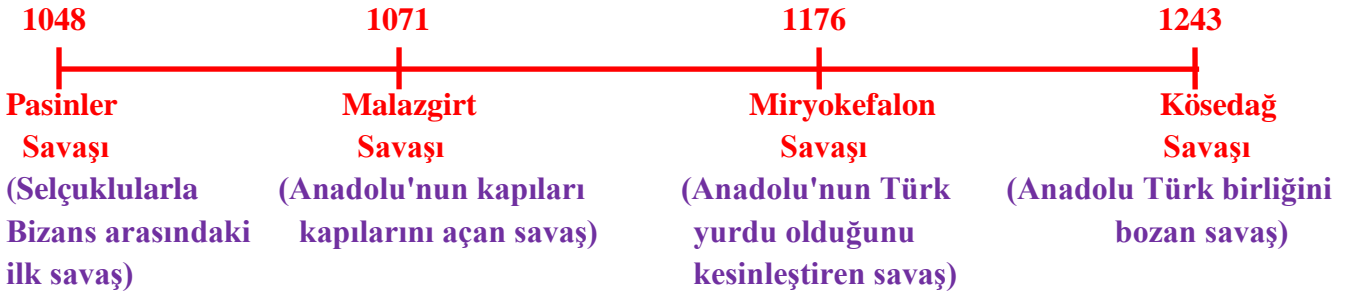 1048 1071 1176 1243
Pasinler Malazgirt Miryokefalon Kösedağ
Savaşı Savaşı Savaşı Savaşı
(Selçuklularla (Anadolu'nun kapıları (Anadolu'nun Türk (Anadolu Türk birliğini
Bizans arasındaki kapılarını açan savaş) yurdu olduğunu bozan savaş)
ilk savaş) kesinleştiren savaş)